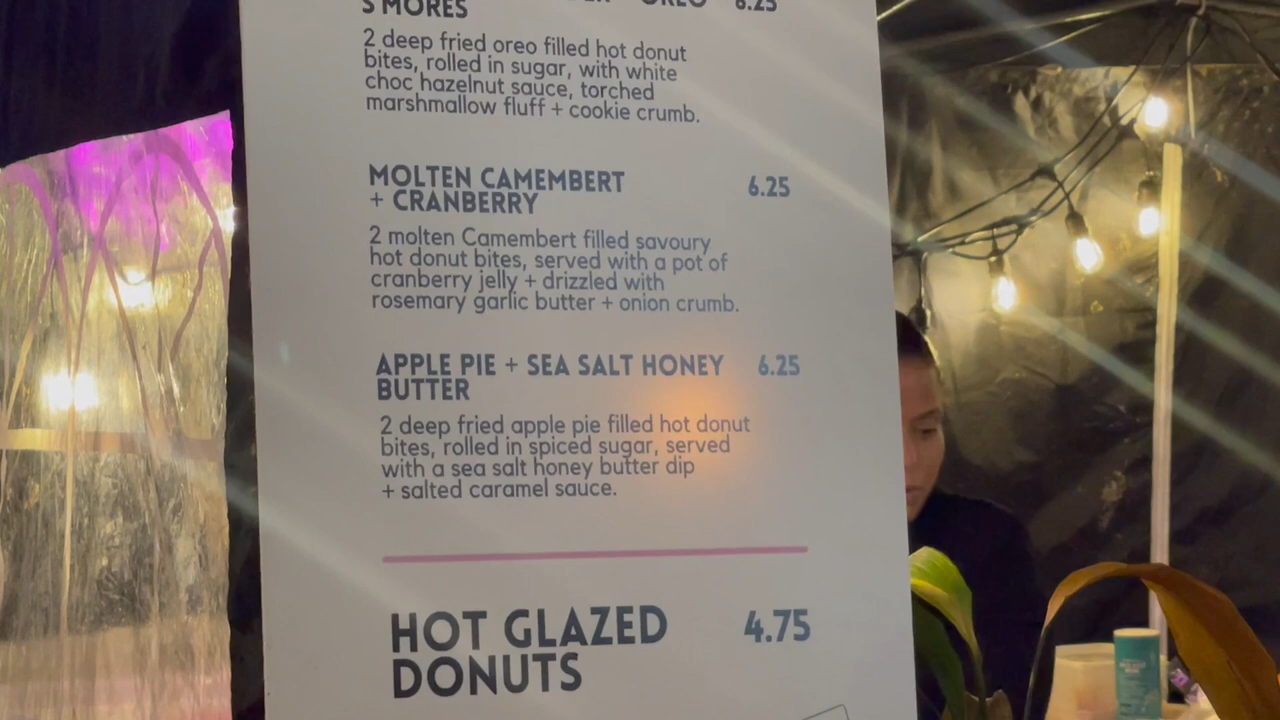 OREO 6.25
S'MORES
2 deep fried oreo filled hot donut
bites, rolled in sugar, with white
choc hazelnut sauce, torched
marshmallow fluff + cookie crumb.
MOLTEN CAMEMBERT 6.25
+ CRANBERRY
2 molten Camembert filled savoury
hot donut bites, served with a pot of
cranberry jelly + drizzled with
rosemary garlic butter + onion crumb.
APPLE PIE + SEA SALT HONEY 6.25
BUTTER
2 deep fried apple pie filled hot donut
bites, rolled in spiced sugar, served
with a sea salt honey butter dip
+ salted caramel sauce.
HOT GLAZED 4.75
DONUTS